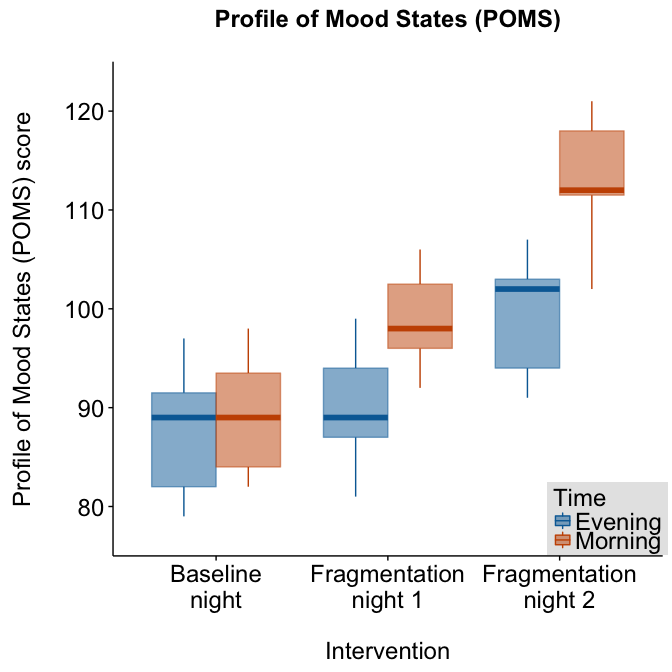 Profile of Mood States (POMS)
Profile of Mood States (POMS) score
120
110
100
90
80
Time
Evening
Morning
Baseline
night
Fragmentation
night 1
Fragmentation
night 2
Intervention